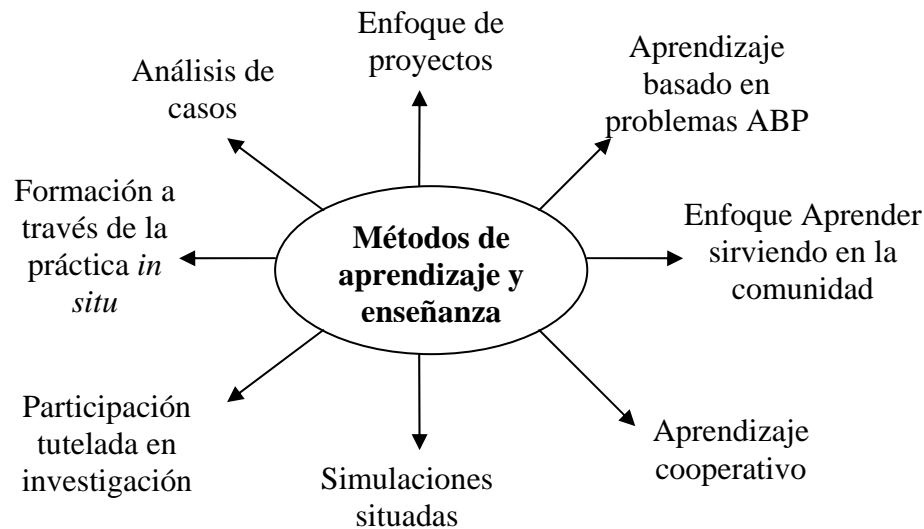 Enfoque de
proyectos
Aprendizaje
basado en
problemas ABP
Análisis de
casos
Formación a
través de la
práctica in
situ
Métodos de
aprendizaje y
enseñanza
Enfoque Aprender
sirviendo en la
comunidad
Participación
tutelada en
investigación
Simulaciones
situadas
Aprendizaje
cooperativo